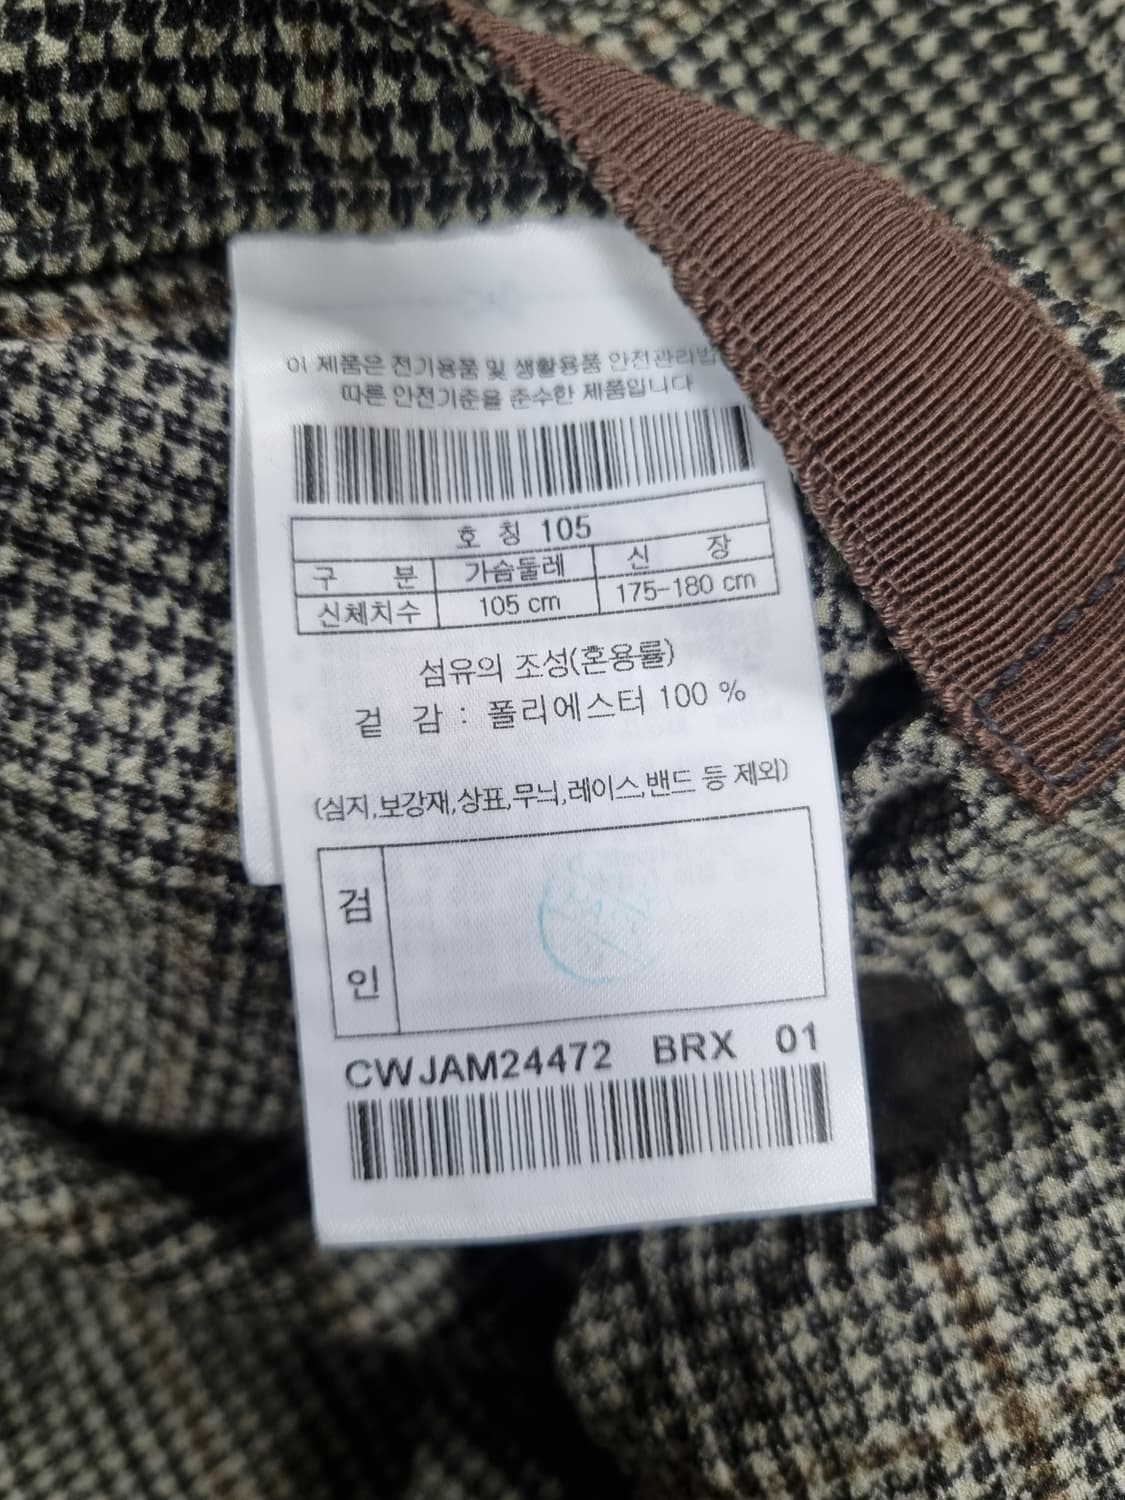 이 제품은 전기용품 및 생활용품 안전관리법
따른 안전기준을 준수한 제품입니다
호 칭 105
구 분 가슴둘레 신 장
신체치수 105 cm 175-180 cm
섬유의 조성(혼용률)
겉 감 : 폴리에스터 100 %
(심지,보강재,상표,무늬,레이스,밴드 등 제외)
검
인
CWJAM24472 BRX 01